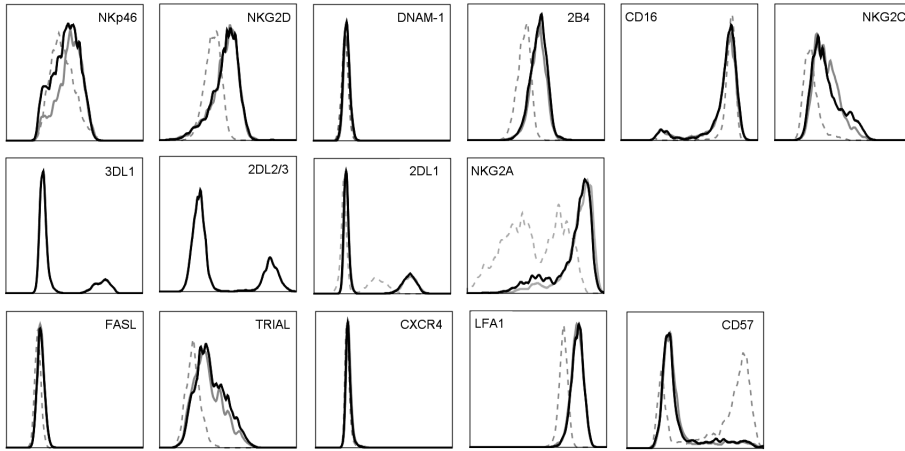 NKp46
NKG2D
DNAM-1
2B4
CD16
NKG2C
3DL1
2DL2/3
2DL1
NKG2A
FASL
TRIAL
CXCR4
LFA1
CD57